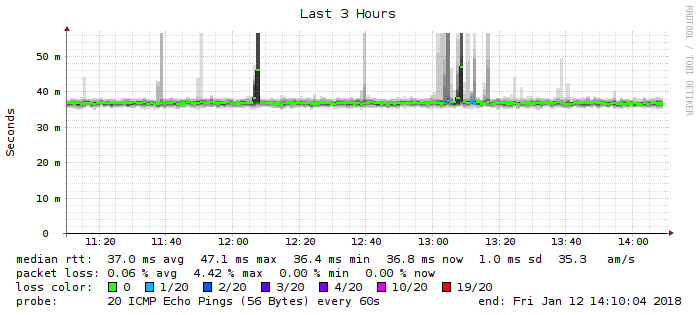 Last 3 Hours
RRDTOOL / TOBI OETIKER
Seconds
50 m
40 m
30 m
20 m
10 m
0
11:20 11:40 12:00 12:20 12:40 13:00 13:20 13:40 14:00
median rtt: 37.0 ms avg 47.1 ms max 36.4 ms min 36.8 ms now 1.0 ms sd 35.3 am/s
packet loss: 0.06 % avg 4.42 % max 0.00 % min 0.00 % now
loss color: 0 1/20 2/20 3/20 4/20 10/20 19/20
probe: 20 ICMP Echo Pings (56 Bytes) every 60s end: Fri Jan 12 14:10:04 2018